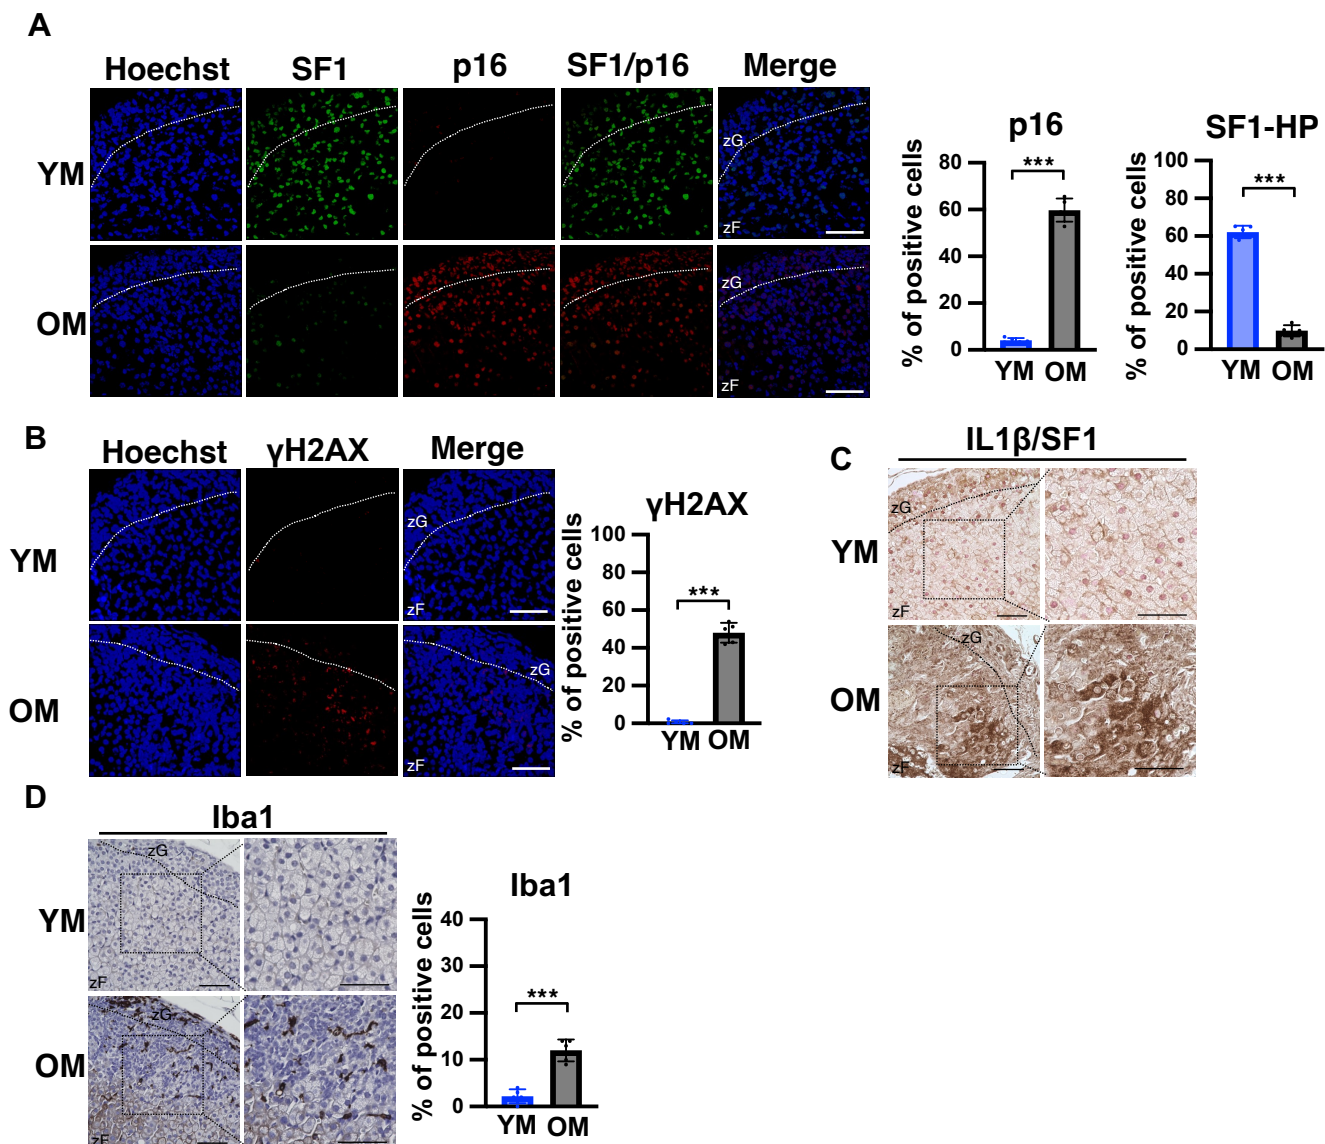 A
Hoechst SF1 p16 SF1/p16 Merge
YM
zG
zF
OM
zG
zF
p16
% of positive cells
80
60
40
20
0
***
YM OM
SF1-HP
% of positive cells
100
80
60
40
20
0
***
YM OM
B
Hoechst γH2AX Merge
YM
zG
zF
OM
zG
γH2AX
% of positive cells
100
80
60
40
20
0
***
YM OM
C
IL1β/SF1
YM
zG
zF
OM
zG
zF
D
Iba1
YM
zG
zF
OM
zG
zF
Iba1
% of positive cells
40
30
20
10
0
***
YM OM